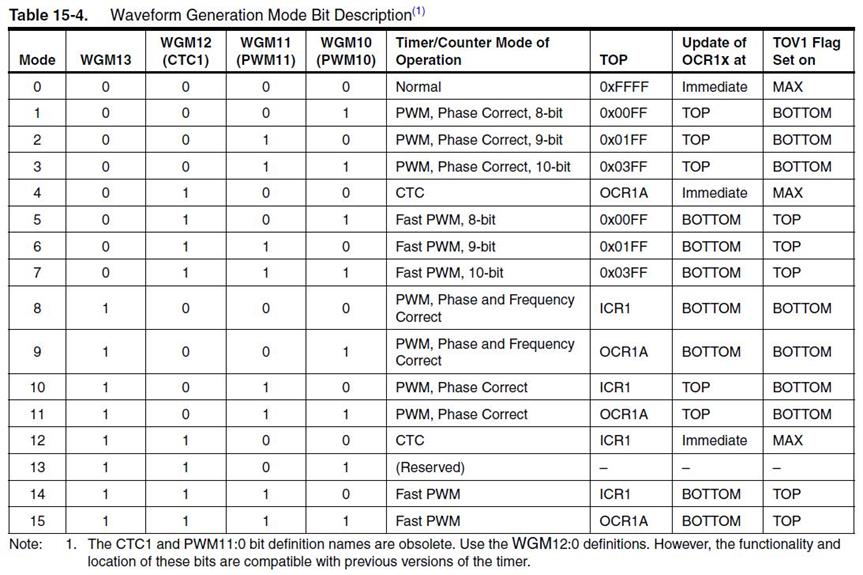 Table 15-4. Waveform Generation Mode Bit Description(1)
Mode WGM13 WGM12 (CTC1) WGM11 (PWM11) WGM10 (PWM10) Timer/Counter Mode of Operation TOP Update of OCR1x at TOV1 Flag Set on
0 0 0 0 0 Normal 0xFFFF Immediate MAX
1 0 0 0 1 PWM, Phase Correct, 8-bit 0x00FF TOP BOTTOM
2 0 0 1 0 PWM, Phase Correct, 9-bit 0x01FF TOP BOTTOM
3 0 0 1 1 PWM, Phase Correct, 10-bit 0x03FF TOP BOTTOM
4 0 1 0 0 CTC OCR1A Immediate MAX
5 0 1 0 1 Fast PWM, 8-bit 0x00FF BOTTOM TOP
6 0 1 1 0 Fast PWM, 9-bit 0x01FF BOTTOM TOP
7 0 1 1 1 Fast PWM, 10-bit 0x03FF BOTTOM TOP
8 1 0 0 0 PWM, Phase and Frequency Correct ICR1 BOTTOM BOTTOM
9 1 0 0 1 PWM, Phase and Frequency Correct OCR1A BOTTOM BOTTOM
10 1 0 1 0 PWM, Phase Correct ICR1 TOP BOTTOM
11 1 0 1 1 PWM, Phase Correct OCR1A TOP BOTTOM
12 1 1 0 0 CTC ICR1 Immediate MAX
13 1 1 0 1 (Reserved) – – –
14 1 1 1 0 Fast PWM ICR1 BOTTOM TOP
15 1 1 1 1 Fast PWM OCR1A BOTTOM TOP
Note: 1. The CTC1 and PWM11:0 bit definition names are obsolete. Use the WGM12:0 definitions. However, the functionality and
location of these bits are compatible with previous versions of the timer.